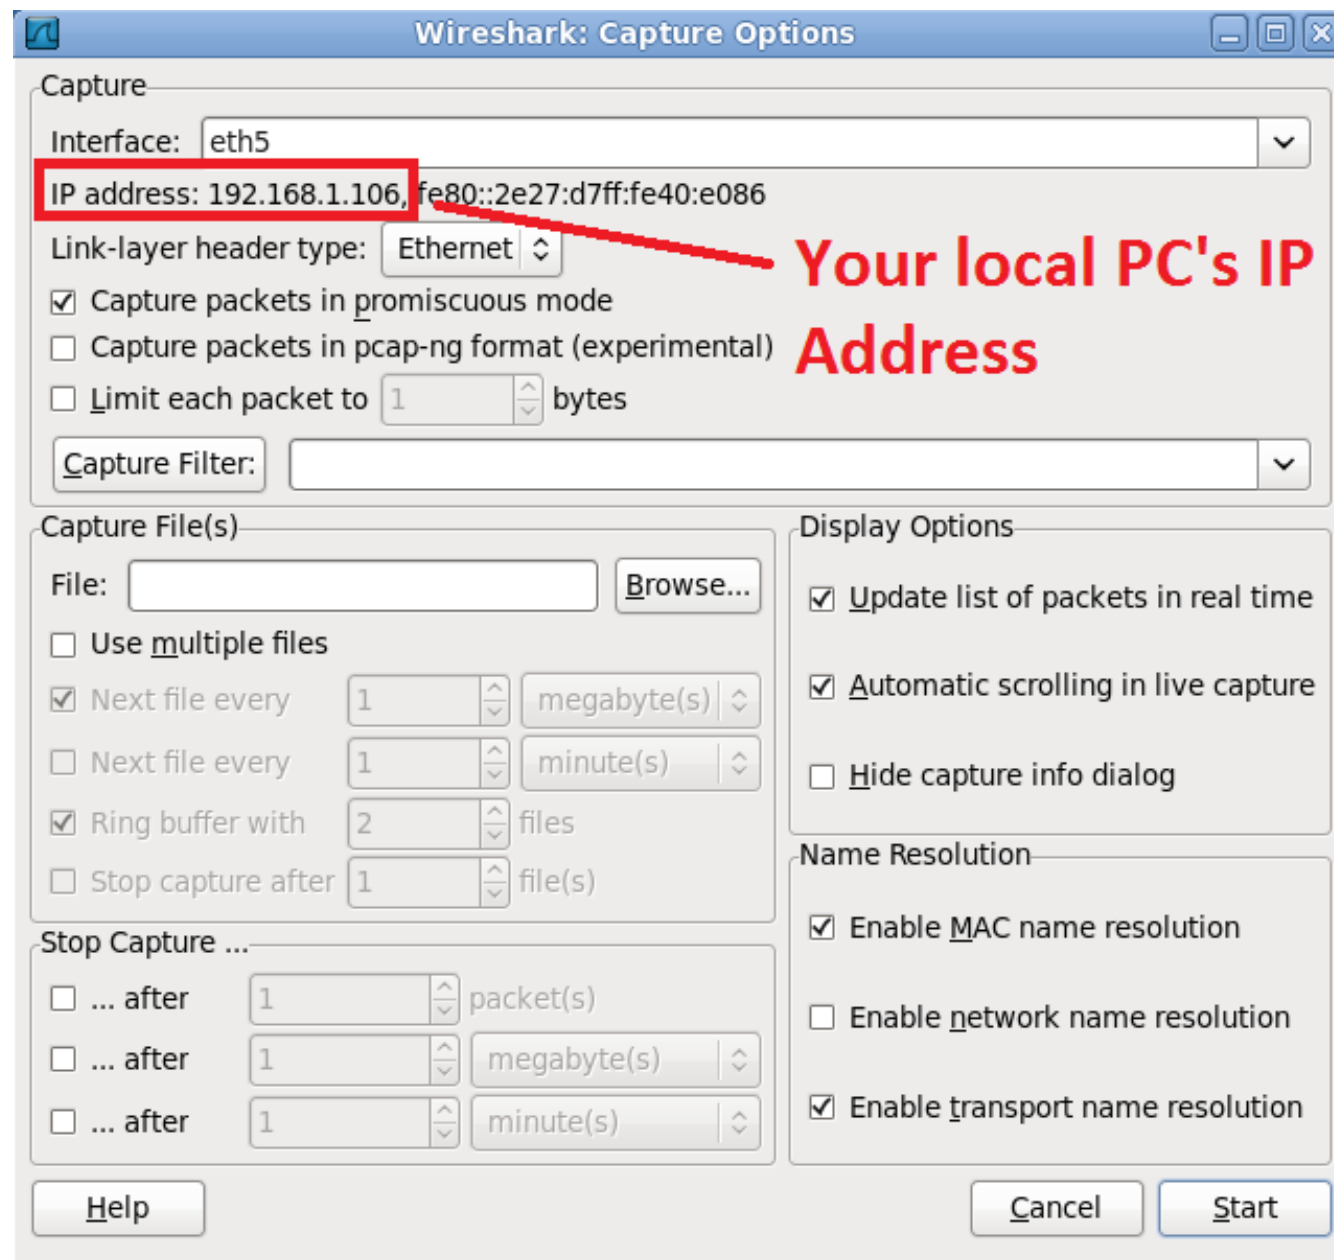 Wireshark: Capture Options
Capture
Interface: eth5
IP address: 192.168.1.106, fe80::2e27:d7ff:fe40:e086
Link-layer header type: Ethernet
Your local PC's IP
Address
Capture packets in promiscuous mode
Capture packets in pcap-ng format (experimental)
Limit each packet to 1 bytes
Capture Filter:
Capture File(s)
File: Browse...
Use multiple files
Next file every 1 megabyte(s)
Next file every 1 minute(s)
Ring buffer with 2 files
Stop capture after 1 file(s)
Stop Capture ...
... after 1 packet(s)
... after 1 megabyte(s)
... after 1 minute(s)
Display Options
Update list of packets in real time
Automatic scrolling in live capture
Hide capture info dialog
Name Resolution
Enable MAC name resolution
Enable network name resolution
Enable transport name resolution
Help Cancel Start